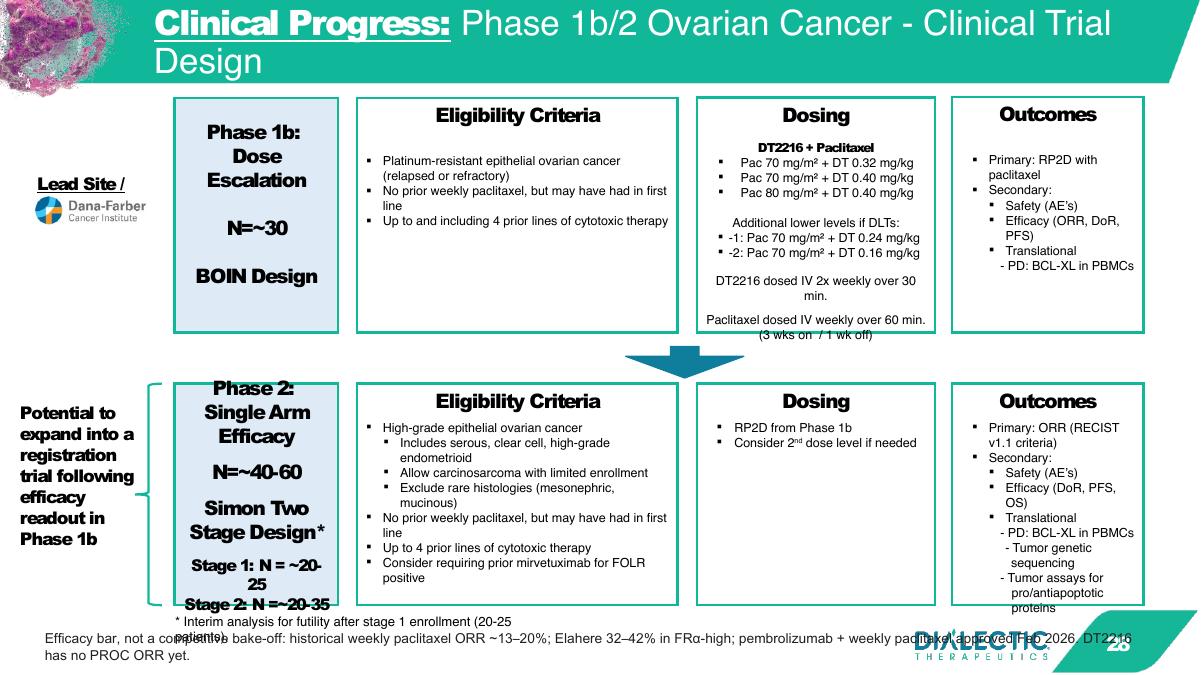 Clinical Progress: Phase 1b/2 Ovarian Cancer - Clinical Trial
Design
Lead Site /
Dana-Farber
Cancer Institute
Phase 1b:
Dose
Escalation
N=~30
BOIN Design
Eligibility Criteria
▪ Platinum-resistant epithelial ovarian cancer
(relapsed or refractory)
▪ No prior weekly paclitaxel, but may have had in first
line
▪ Up to and including 4 prior lines of cytotoxic therapy
Dosing
DT2216 + Paclitaxel
▪ Pac 70 mg/m² + DT 0.32 mg/kg
▪ Pac 70 mg/m² + DT 0.40 mg/kg
▪ Pac 80 mg/m² + DT 0.40 mg/kg
Additional lower levels if DLTs:
▪ -1: Pac 70 mg/m² + DT 0.24 mg/kg
▪ -2: Pac 70 mg/m² + DT 0.16 mg/kg
DT2216 dosed IV 2x weekly over 30
min.
Paclitaxel dosed IV weekly over 60 min.
(3 wks on / 1 wk off)
Outcomes
▪ Primary: RP2D with
paclitaxel
▪ Secondary:
▪ Safety (AE's)
▪ Efficacy (ORR, DoR,
PFS)
▪ Translational
- PD: BCL-XL in PBMCs
Potential to
expand into a
registration
trial following
efficacy
readout in
Phase 1b
Phase 2:
Single Arm
Efficacy
N=~40-60
Simon Two
Stage Design*
Stage 1: N = ~20-
25
Stage 2: N =~20-35
Eligibility Criteria
▪ High-grade epithelial ovarian cancer
▪ Includes serous, clear cell, high-grade
endometrioid
▪ Allow carcinosarcoma with limited enrollment
▪ Exclude rare histologies (mesonephric,
mucinous)
▪ No prior weekly paclitaxel, but may have had in first
line
▪ Up to 4 prior lines of cytotoxic therapy
▪ Consider requiring prior mirvetuximab for FOLR
positive
Dosing
▪ RP2D from Phase 1b
▪ Consider 2nd dose level if needed
Outcomes
▪ Primary: ORR (RECIST
v1.1 criteria)
▪ Secondary:
▪ Safety (AE's)
▪ Efficacy (DoR, PFS,
OS)
▪ Translational
- PD: BCL-XL in PBMCs
- Tumor genetic
sequencing
- Tumor assays for
pro/antiapoptotic
proteins
* Interim analysis for futility after stage 1 enrollment (20-25
patients)
Efficacy bar, not a competitive bake-off: historical weekly paclitaxel ORR ~13–20%; Elahere 32–42% in FRα-high; pembrolizumab + weekly paclitaxel approved Feb 2026. DT2216
has no PROC ORR yet.
DIALECTIC
THERAPEUTICS
28